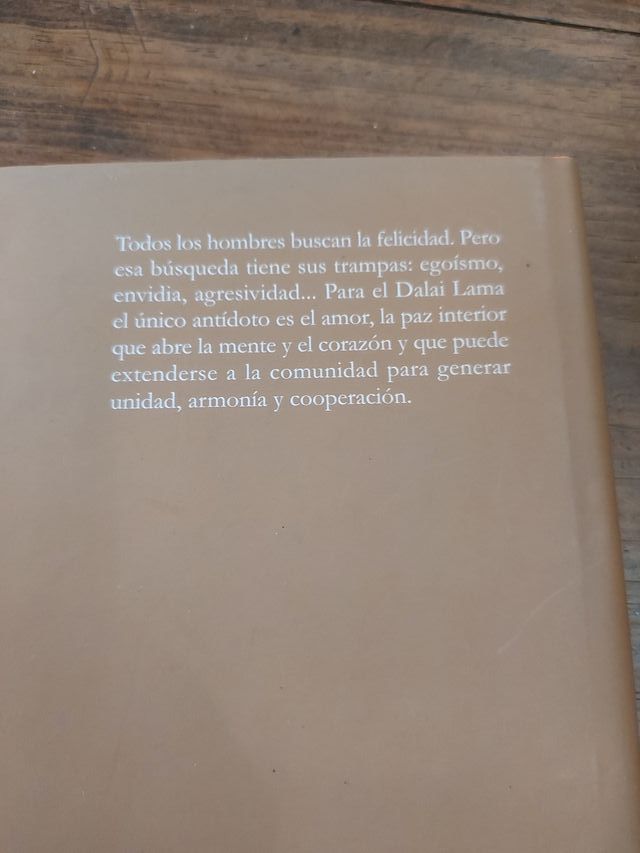 Todos los hombres buscan la felicidad. Pero
esa búsqueda tiene sus trampas: egoísmo,
envidia, agresividad... Para el Dalai Lama
el único antídoto es el amor, la paz interior
que abre la mente y el corazón y que puede
extenderse a la comunidad para generar
unidad, armonía y cooperación.